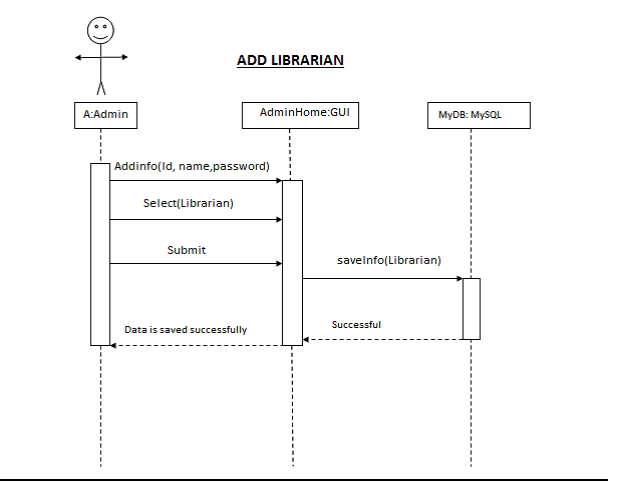 ADD LIBRARIAN
A:Admin
AdminHome:GUI
MyDB: MySQL
Addinfo(Id, name,password)
Select(Librarian)
Submit
saveInfo(Librarian)
Successful
Data is saved successfully